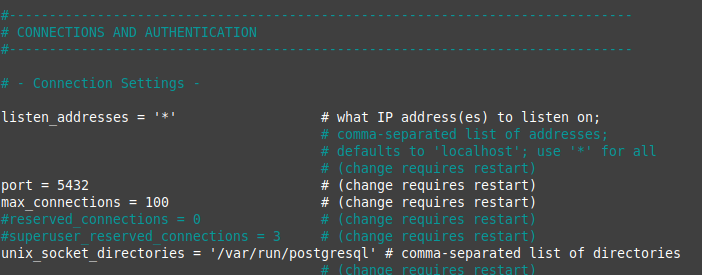 #------------------------------------------------------------------------------
# CONNECTIONS AND AUTHENTICATION
#------------------------------------------------------------------------------
# - Connection Settings -
listen_addresses = '*' # what IP address(es) to listen on;
# comma-separated list of addresses;
# defaults to 'localhost'; use '*' for all
# (change requires restart)
port = 5432 # (change requires restart)
max_connections = 100 # (change requires restart)
#reserved_connections = 0 # (change requires restart)
#superuser_reserved_connections = 3 # (change requires restart)
unix_socket_directories = '/var/run/postgresql' # comma-separated list of directories
# (change requires restart)